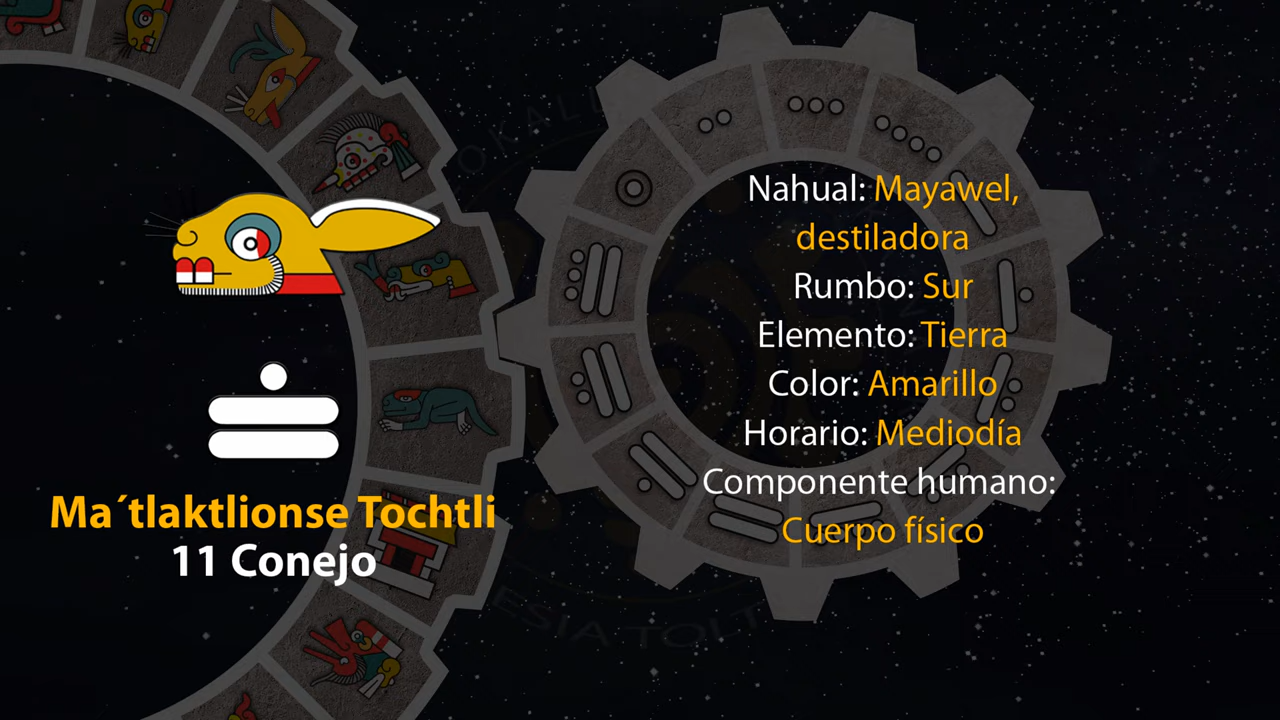 Ma´tlaktlionse Tochtli
11 Conejo
Nahual: Mayawel,
destiladora
Rumbo: Sur
Elemento: Tierra
Color: Amarillo
Horario: Mediodía
Componente humano:
Cuerpo físico